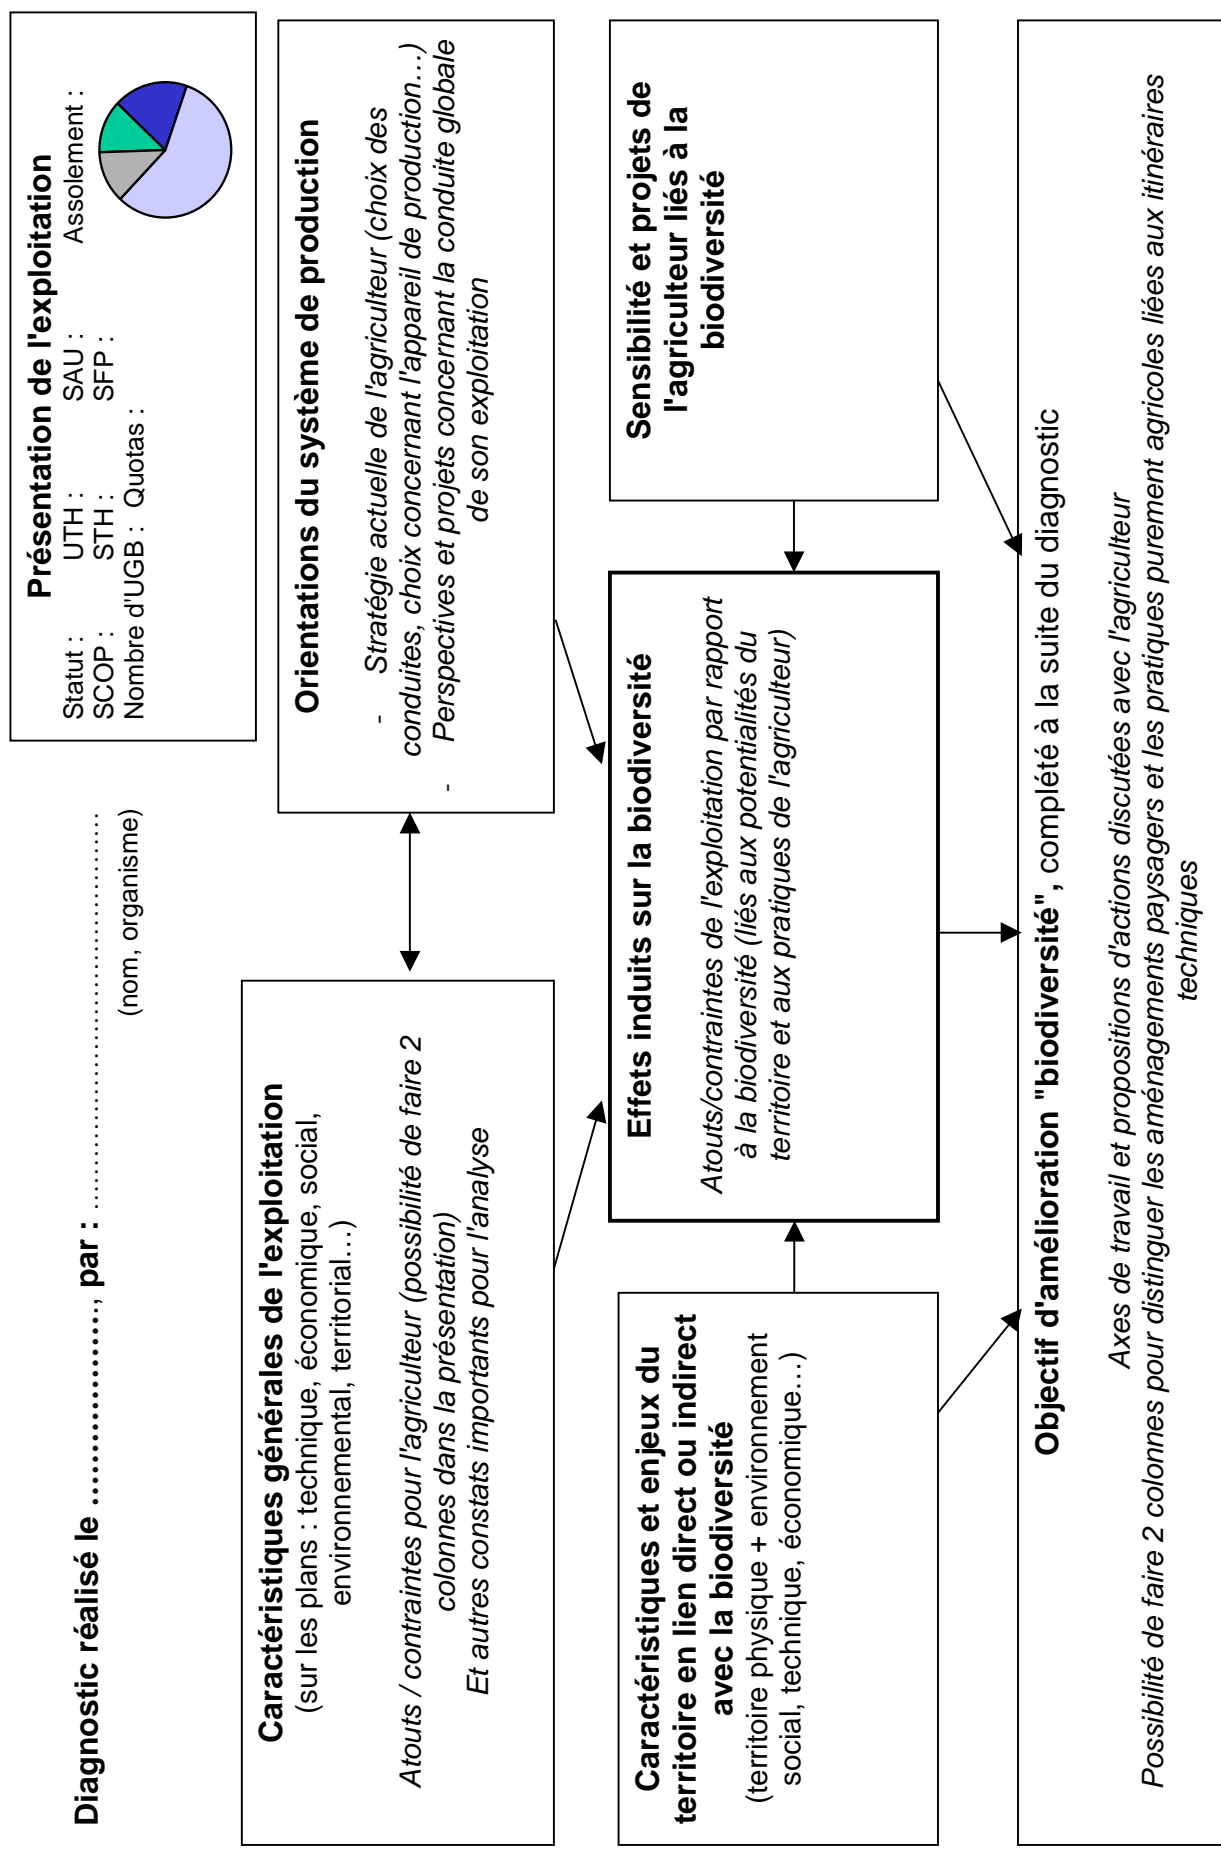 Diagnostic réalisé le ………………., par : ……………………………………………
(nom, organisme)
Présentation de l'exploitation
Statut : UTH : SAU : Assolement :
SCOP : STH : SFP :
Nombre d'UGB : Quotas :
Caractéristiques générales de l'exploitation
(sur les plans : technique, économique, social,
environnemental, territorial…)
Atouts / contraintes pour l'agriculteur (possibilité de faire 2
colonnes dans la présentation)
Et autres constats importants pour l'analyse
Orientations du système de production
- Stratégie actuelle de l'agriculteur (choix des
conduites, choix concernant l'appareil de production…)
- Perspectives et projets concernant la conduite globale
de son exploitation
Caractéristiques et enjeux du
territoire en lien direct ou indirect
avec la biodiversité
(territoire physique + environnement
social, technique, économique…)
Effets induits sur la biodiversité
Atouts/contraintes de l'exploitation par rapport
à la biodiversité (liés aux potentialités du
territoire et aux pratiques de l'agriculteur)
Sensibilité et projets de
l'agriculteur liés à la
biodiversité
Objectif d'amélioration "biodiversité", complété à la suite du diagnostic
Axes de travail et propositions d'actions discutées avec l'agriculteur
Possibilité de faire 2 colonnes pour distinguer les aménagements paysagers et les pratiques purement agricoles liées aux itinéraires
techniques